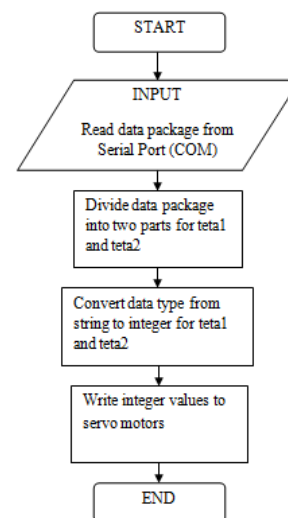 START
INPUT
Read data package from
Serial Port (COM)
Divide data package
into two parts for teta1
and teta2
Convert data type from
string to integer for teta1
and teta2
Write integer values to
servo motors
END